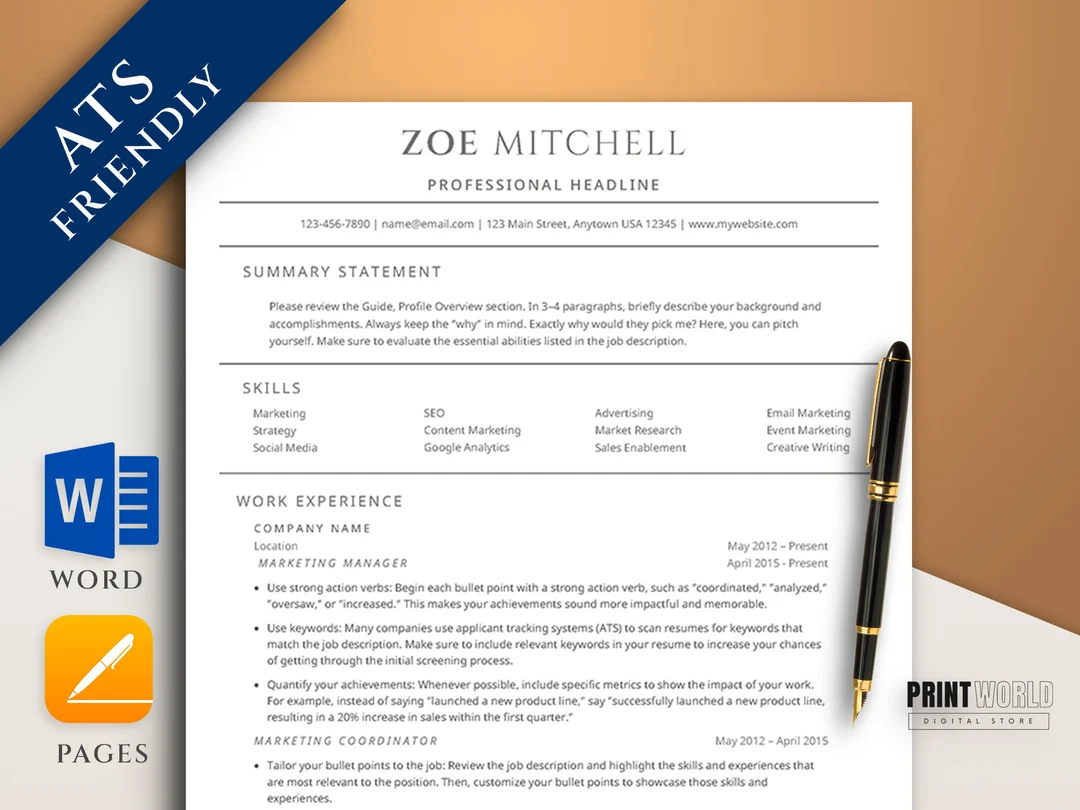 ATS
FRIENDLY
ZOE MITCHELL
PROFESSIONAL HEADLINE
123-456-7890 | name@email.com | 123 Main Street, Anytown USA 12345 | www.mywebsite.com
SUMMARY STATEMENT
Please review the Guide, Profile Overview section. In 3–4 paragraphs, briefly describe your background and
accomplishments. Always keep the "why" in mind. Exactly why would they pick me? Here, you can pitch
yourself. Make sure to evaluate the essential abilities listed in the job description.
SKILLS
Marketing SEO Advertising Email Marketing
Strategy Content Marketing Market Research Event Marketing
Social Media Google Analytics Sales Enablement Creative Writing
WORK EXPERIENCE
COMPANY NAME
Location May 2012 – Present
MARKETING MANAGER April 2015 - Present
• Use strong action verbs: Begin each bullet point with a strong action verb, such as "coordinated," "analyzed,"
"oversaw," or "increased." This makes your achievements sound more impactful and memorable.
• Use keywords: Many companies use applicant tracking systems (ATS) to scan resumes for keywords that
match the job description. Make sure to include relevant keywords in your resume to increase your chances
of getting through the initial screening process.
• Quantify your achievements: Whenever possible, include specific metrics to show the impact of your work.
For example, instead of saying "launched a new product line," say "successfully launched a new product line,
resulting in a 20% increase in sales within the first quarter."
MARKETING COORDINATOR May 2012 – April 2015
• Tailor your bullet points to the job: Review the job description and highlight the skills and experiences that
are most relevant to the position. Then, customize your bullet points to showcase those skills and
experiences.
W
WORD
PAGES
PRINTWORLD
DIGITAL STORE